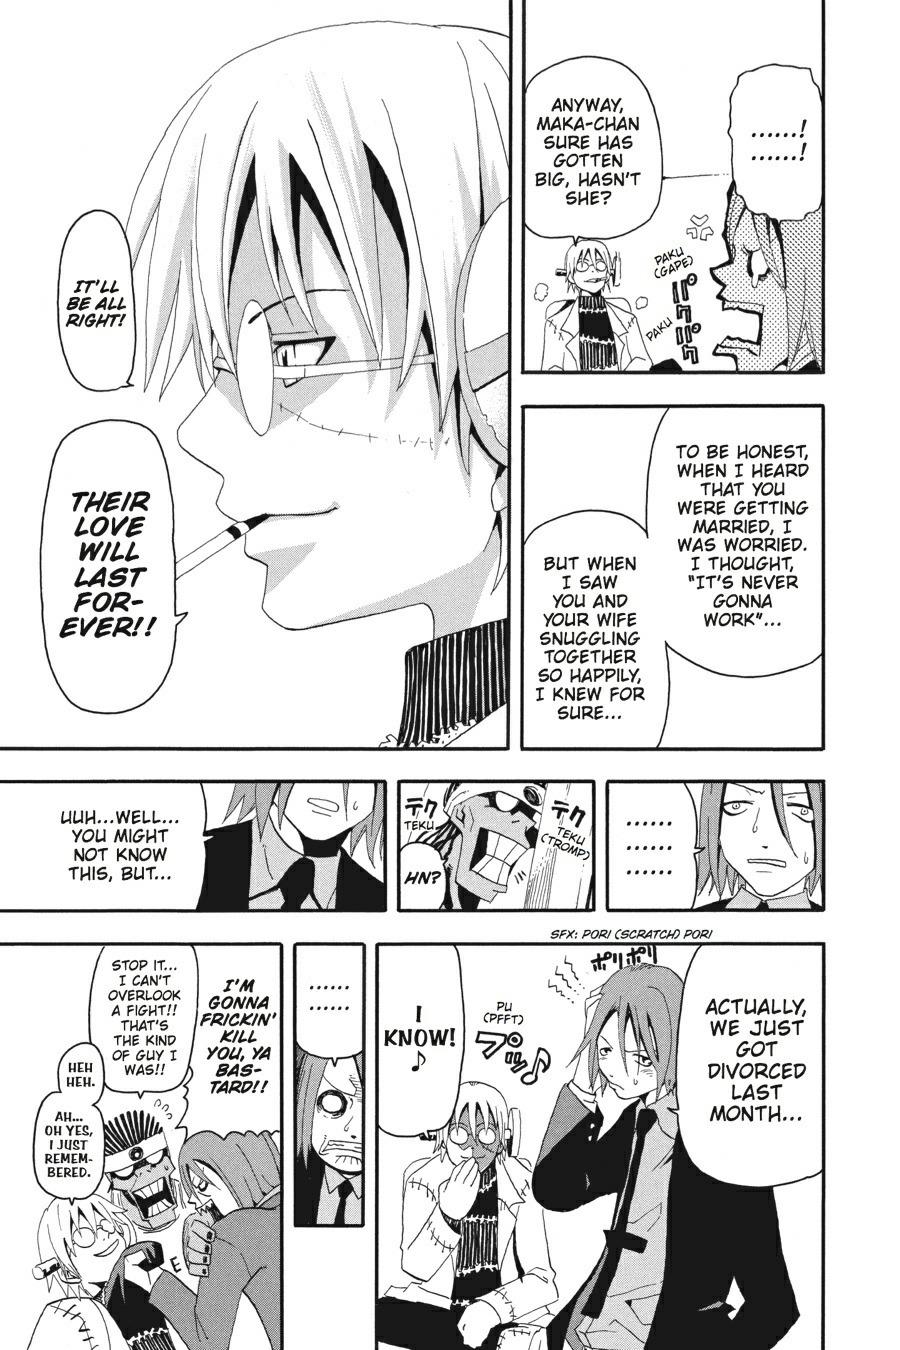 ......!
......!
ANYWAY,
MAKA-CHAN
SURE HAS
GOTTEN
BIG, HASN'T
SHE?
PAKU
(GAPE)
パク
パク
PAKU
TO BE HONEST,
WHEN I HEARD
THAT YOU
WERE GETTING
MARRIED, I
WAS WORRIED.
I THOUGHT,
"IT'S NEVER
GONNA
WORK"...
BUT WHEN
I SAW
YOU AND
YOUR WIFE
SNUGGLING
TOGETHER
SO HAPPILY,
I KNEW FOR
SURE...
IT'LL
BE ALL
RIGHT!
THEIR
LOVE
WILL
LAST
FOR-
EVER!!
......
......
......
テク
TEKU
(TROMP)
テク
TEKU
HN?
UUH...WELL...
YOU MIGHT
NOT KNOW
THIS, BUT...
SFX: PORI (SCRATCH) PORI
ポリポリ
ACTUALLY,
WE JUST
GOT
DIVORCED
LAST
MONTH...
PU
(PFFT)
プッ♪
I
KNOW!
♪
......
......
I'M
GONNA
FRICKIN'
KILL
YOU, YA
BAS-
TARD!!
STOP IT...
I CAN'T
OVERLOOK
A FIGHT!!
THAT'S
THE KIND
OF GUY I
WAS!!
HEH
HEH.
AH...
OH YES,
I JUST
REMEM-
BERED.